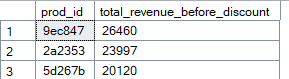 prod_id total_revenue_before_discount
1 9ec847 26460
2 2a2353 23997
3 5d267b 20120